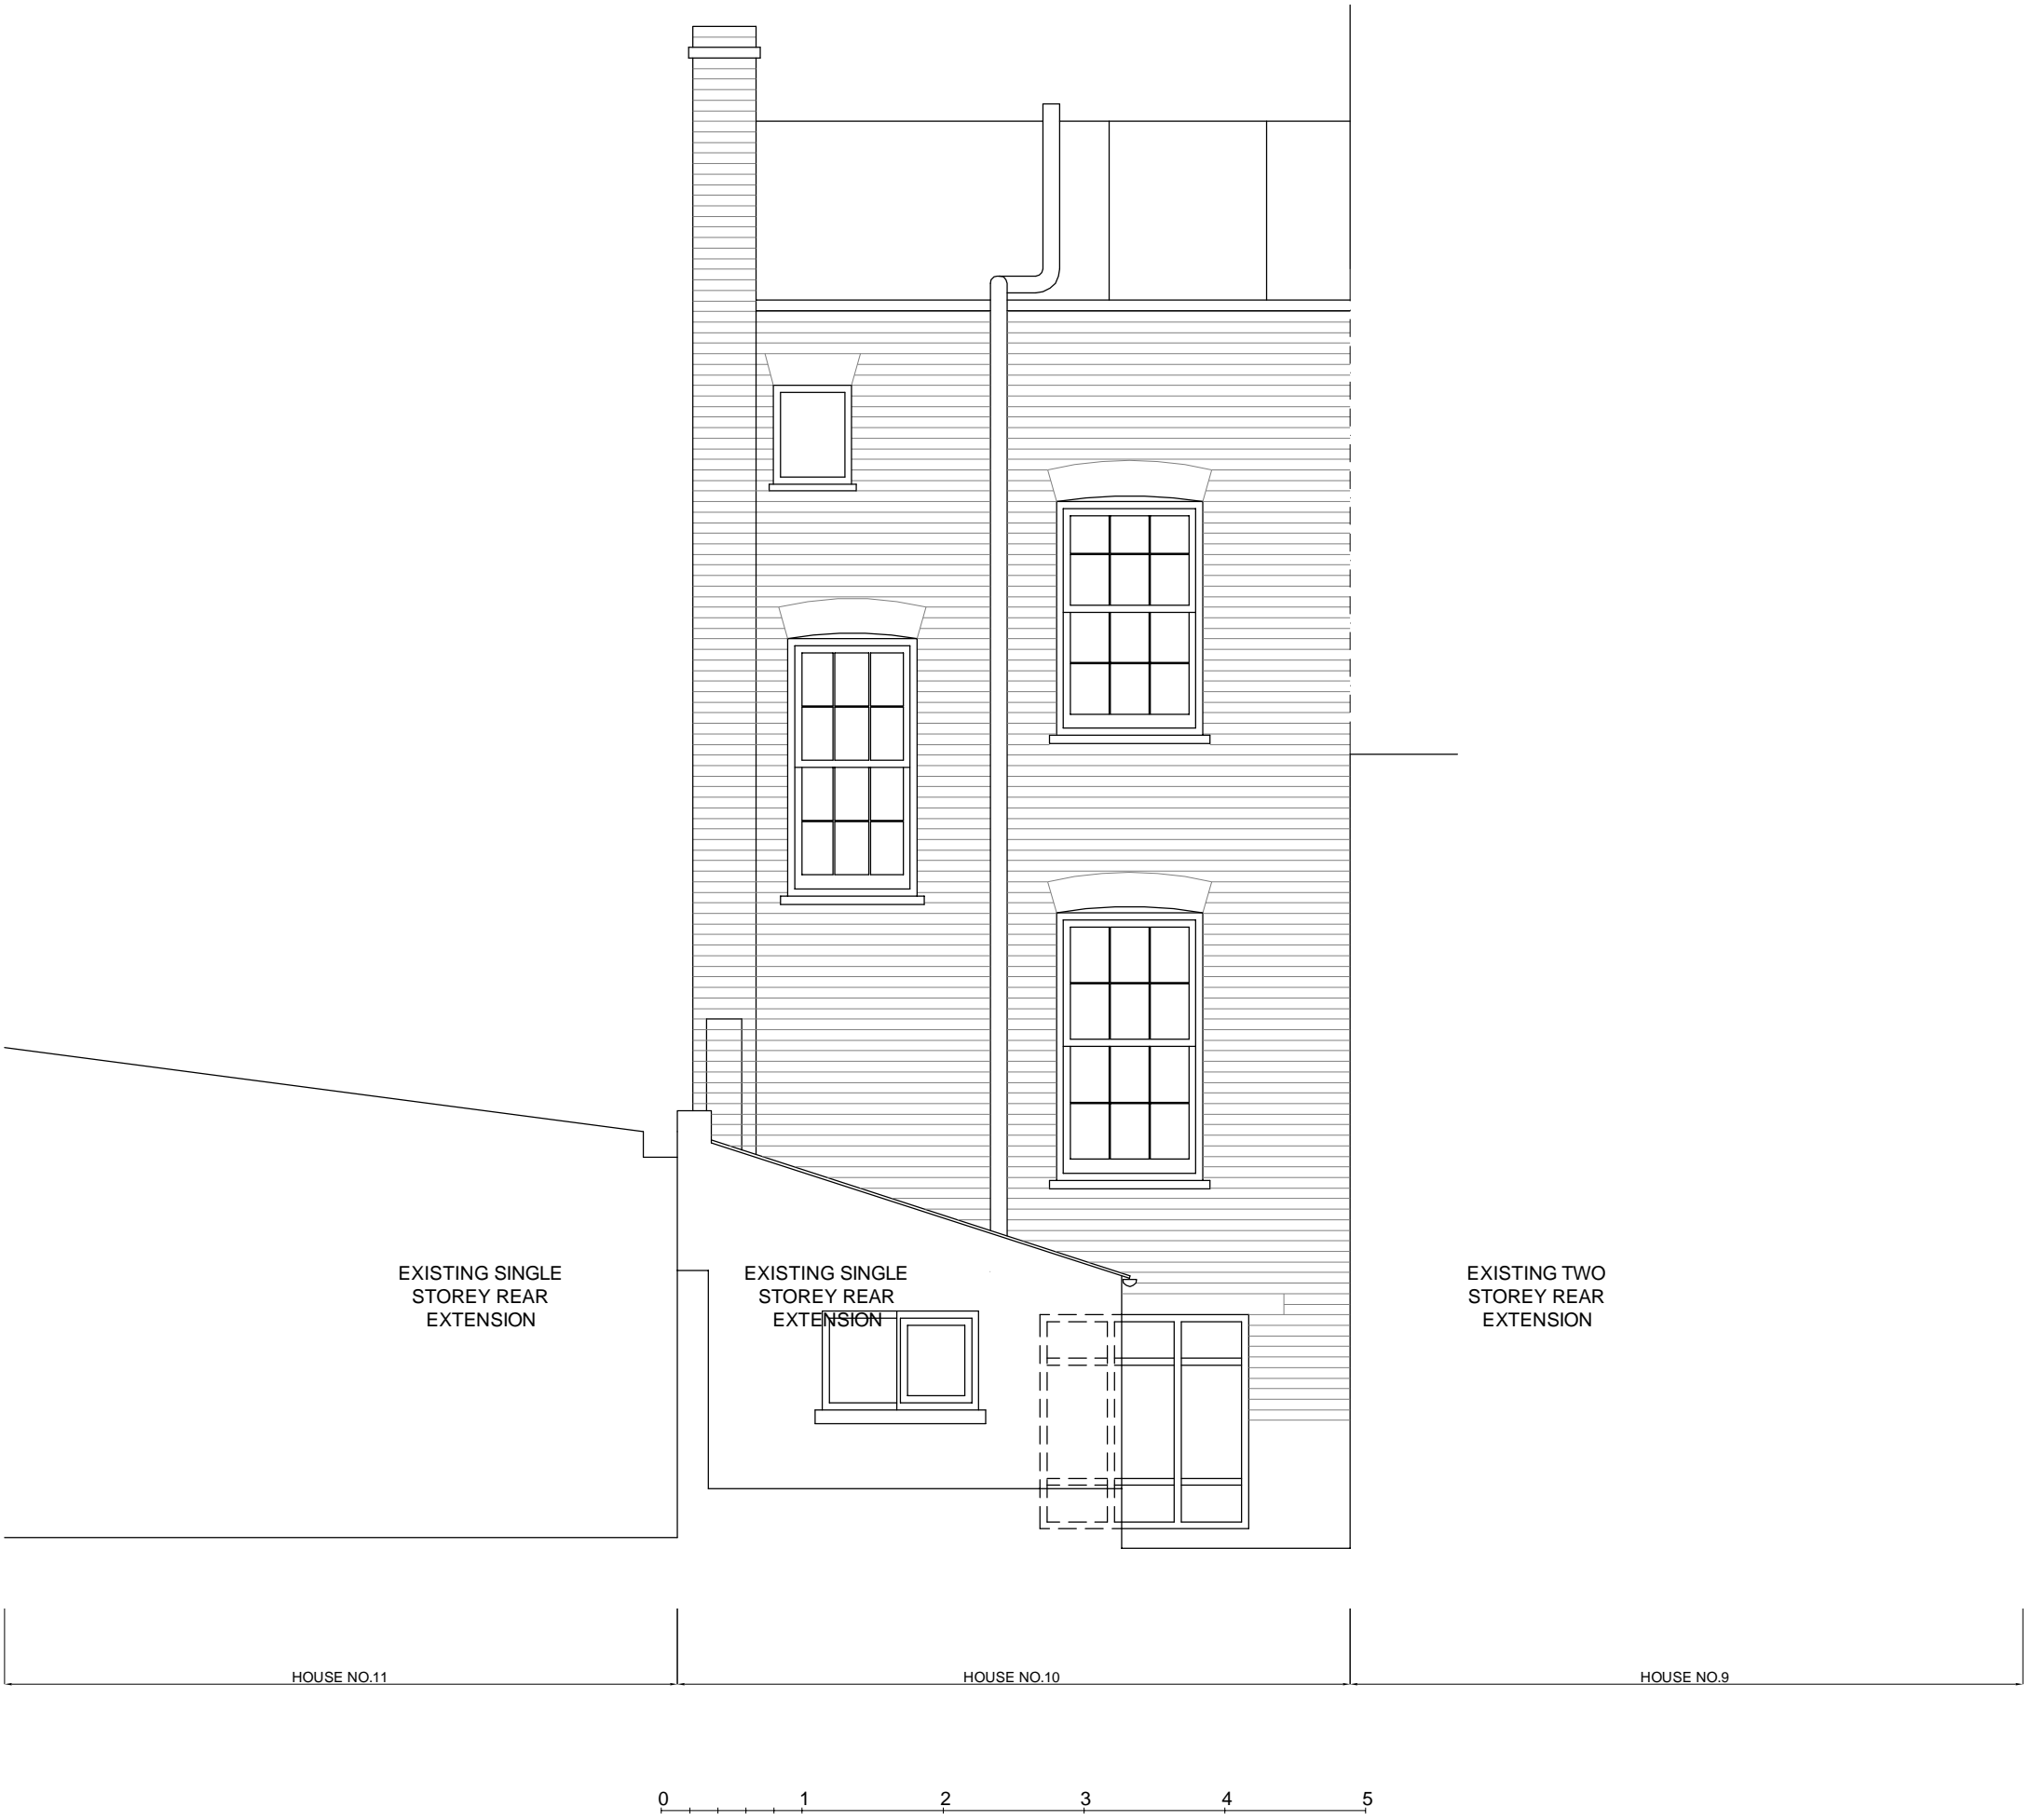 EXISTING SINGLE
STOREY REAR
EXTENSION
EXISTING SINGLE
STOREY REAR
EXTENSION
EXISTING TWO
STOREY REAR
EXTENSION
HOUSE NO.11
HOUSE NO.10
HOUSE NO.9
0 1 2 3 4 5